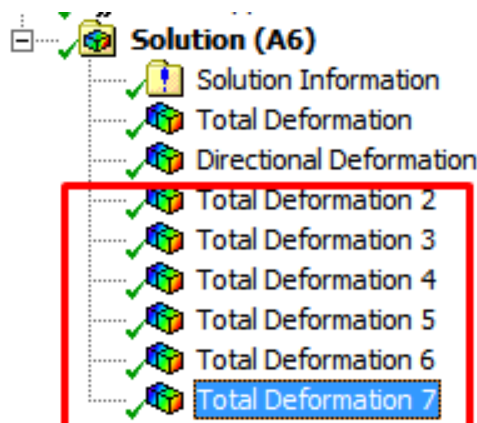 Solution (A6)
Solution Information
Total Deformation
Directional Deformation
Total Deformation 2
Total Deformation 3
Total Deformation 4
Total Deformation 5
Total Deformation 6
Total Deformation 7